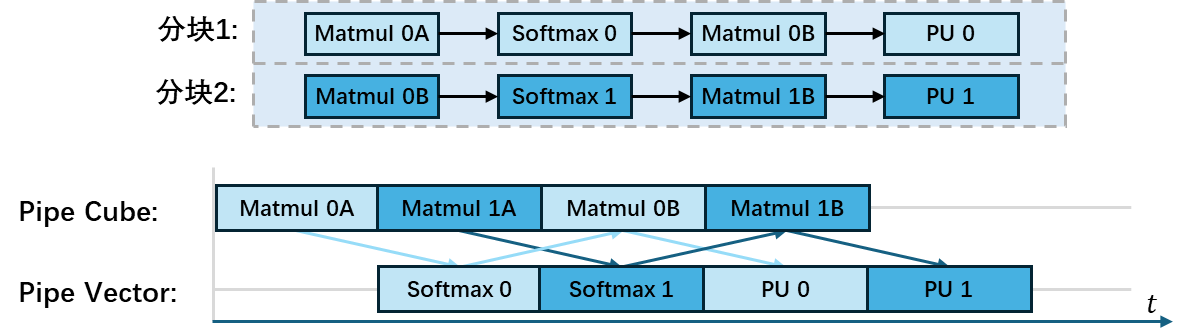 分块1: Matmul 0A Softmax 0 Matmul 0B PU 0
分块2: Matmul 0B Softmax 1 Matmul 1B PU 1
Pipe Cube: Matmul 0A Matmul 1A Matmul 0B Matmul 1B
Pipe Vector: Softmax 0 Softmax 1 PU 0 PU 1
t